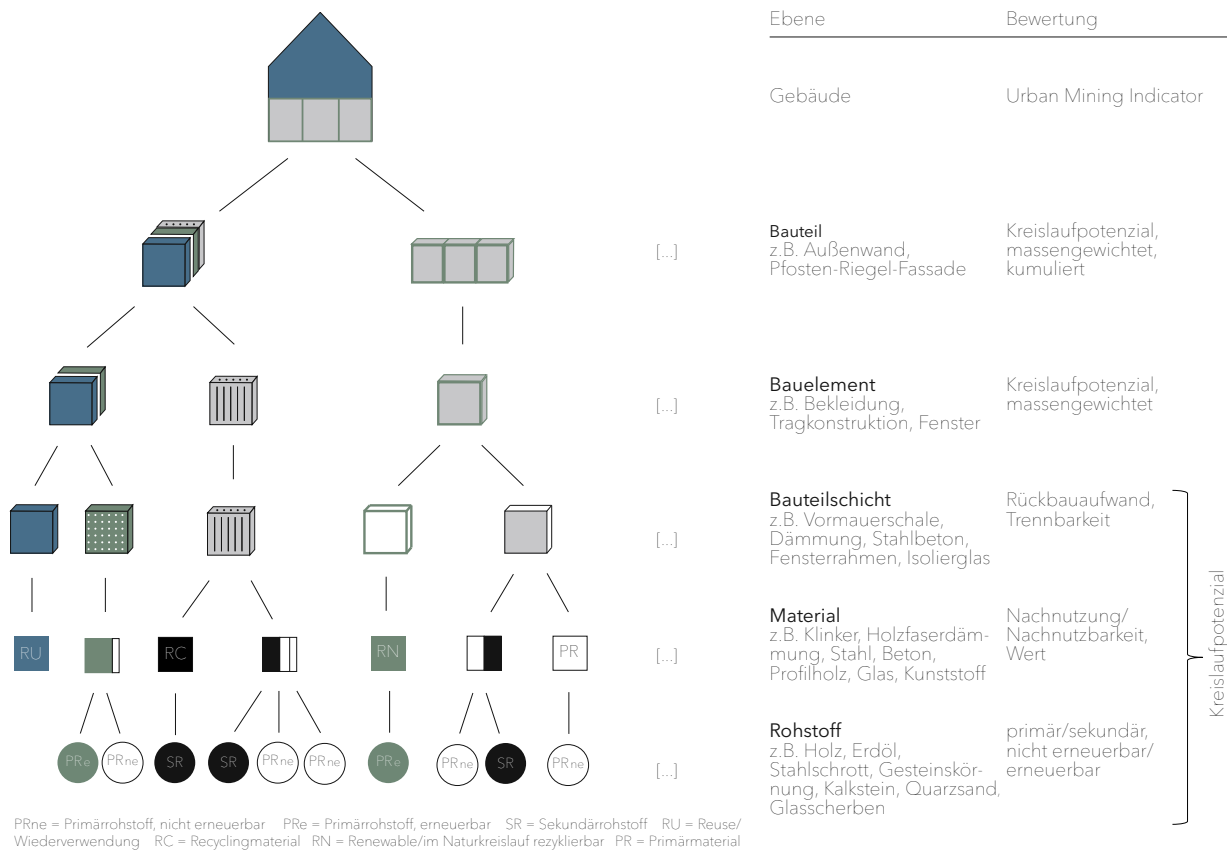 Ebene
Bewertung
Gebäude
Urban Mining Indicator
[...]
Bauteil
z.B. Außenwand,
Pfosten-Riegel-Fassade
Kreislaufpotenzial,
massengewichtet,
kumuliert
[...]
Bauelement
z.B. Bekleidung,
Tragkonstruktion, Fenster
Kreislaufpotenzial,
massengewichtet
[...]
Bauteilschicht
z.B. Vormauerschale,
Dämmung, Stahlbeton,
Fensterrahmen, Isolierglas
Rückbauaufwand,
Trennbarkeit
RU
RC
RN
PR
[...]
Material
z.B. Klinker, Holzfaserdäm-
mung, Stahl, Beton,
Profilholz, Glas, Kunststoff
Nachnutzung/
Nachnutzbarkeit,
Wert
Kreislaufpotenzial
PRe
PRne
SR
SR
PRne
PRne
PRe
PRne
SR
PRne
[...]
Rohstoff
z.B. Holz, Erdöl,
Stahlschrott, Gesteinskör-
nung, Kalkstein, Quarzsand,
Glasscherben
primär/sekundär,
nicht erneuerbar/
erneuerbar
PRne = Primärrohstoff, nicht erneuerbar PRe = Primärrohstoff, erneuerbar SR = Sekundärrohstoff RU = Reuse/
Wiederverwendung RC = Recyclingmaterial RN = Renewable/im Naturkreislauf rezyklierbar PR = Primärmaterial